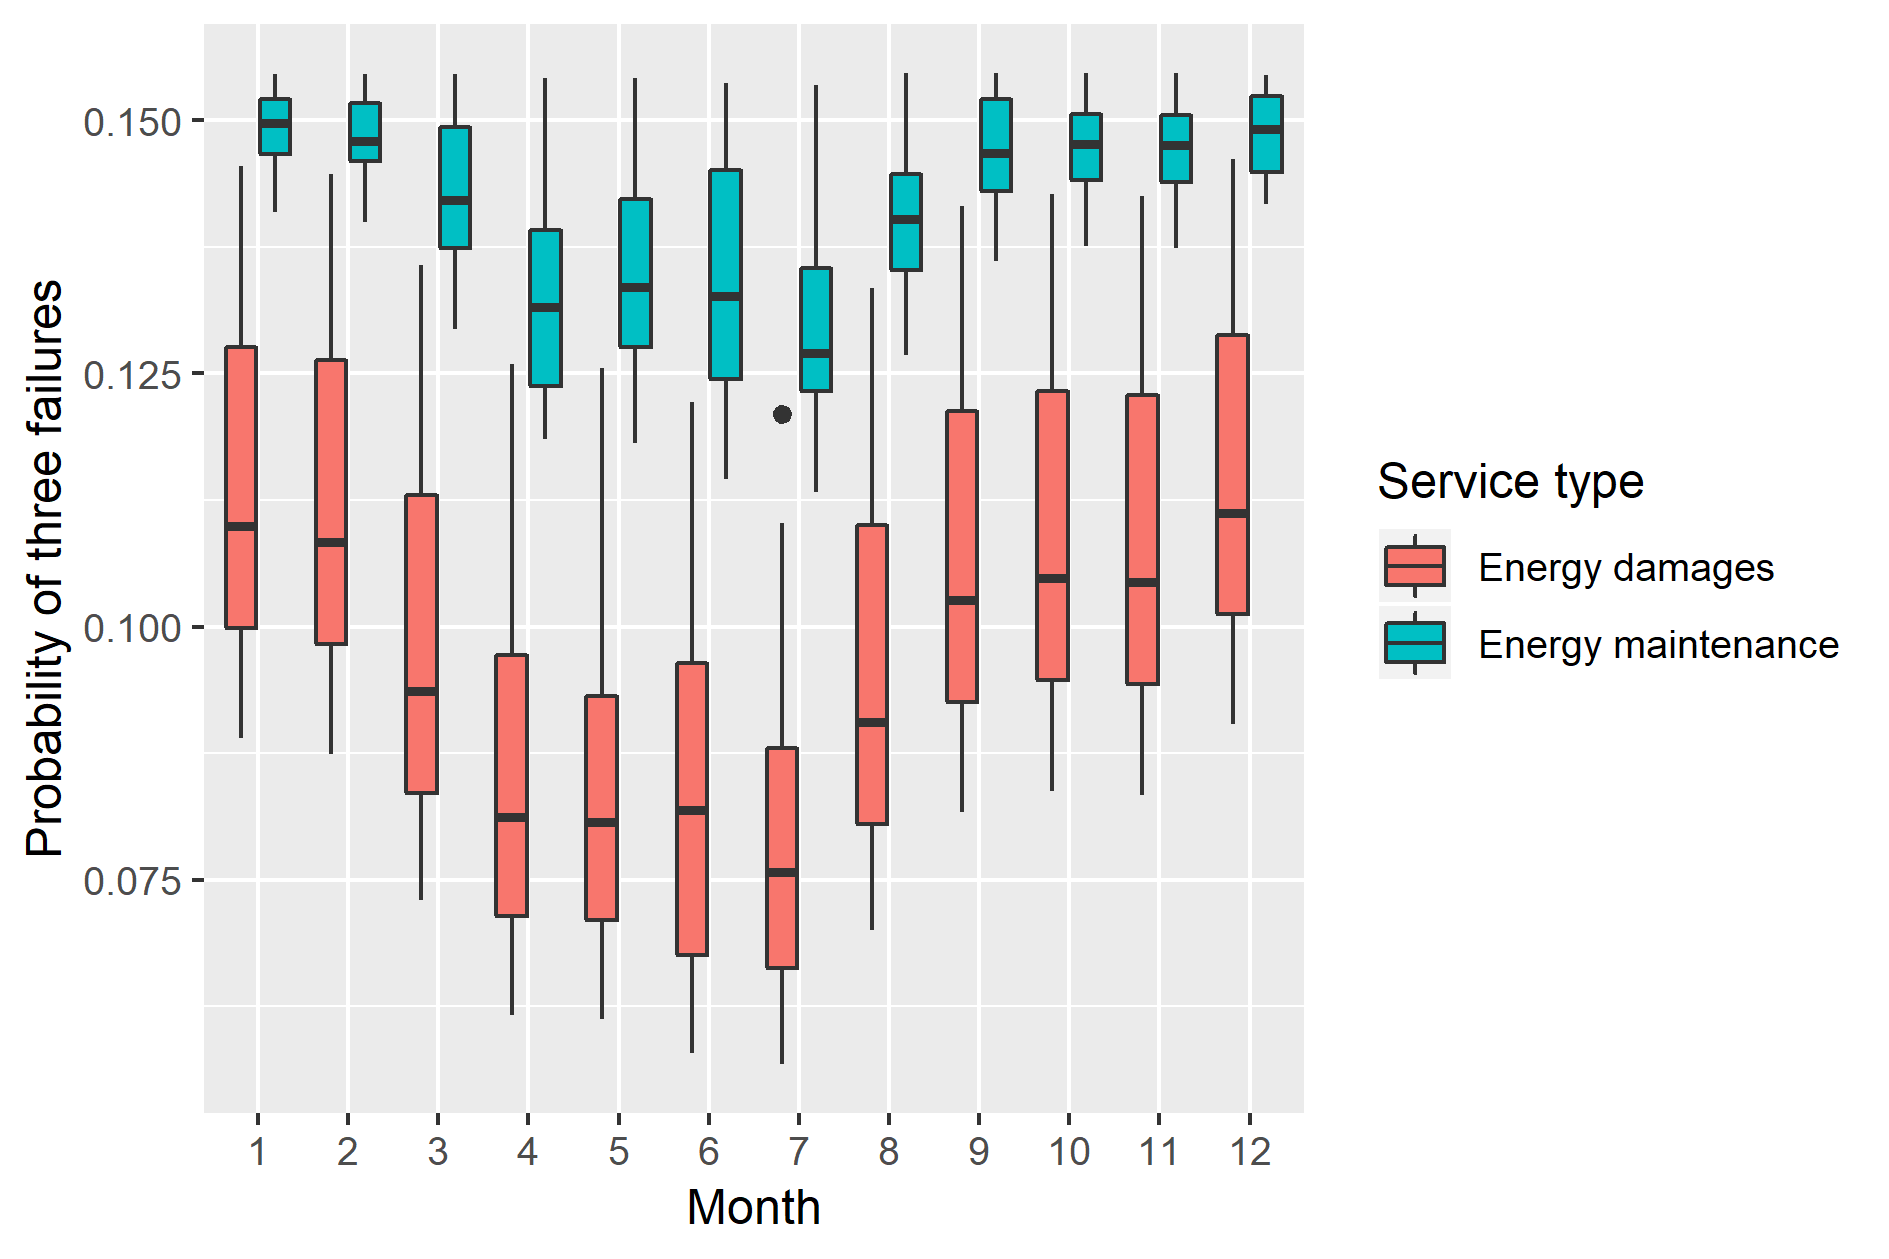 Probability of three failures
0.150
0.125
0.100
0.075
1 2 3 4 5 6 7 8 9 10 11 12
Month
Service type
Energy damages
Energy maintenance